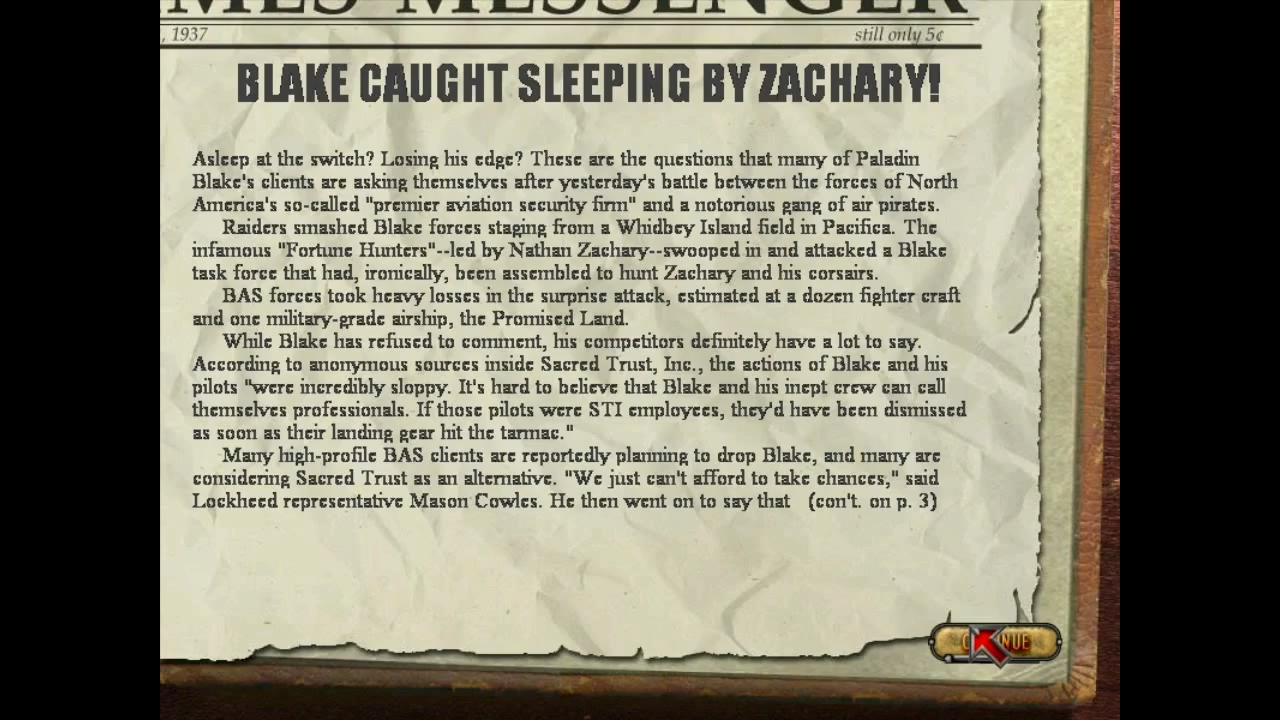 MES MESSENGER
, 1937 still only 5¢
BLAKE CAUGHT SLEEPING BY ZACHARY!
Asleep at the switch? Losing his edge? These are the questions that many of Paladin
Blake's clients are asking themselves after yesterday's battle between the forces of North
America's so-called "premier aviation security firm" and a notorious gang of air pirates.
Raiders smashed Blake forces staging from a Whidbey Island field in Pacifica. The
infamous "Fortune Hunters"--led by Nathan Zachary--swooped in and attacked a Blake
task force that had, ironically, been assembled to hunt Zachary and his corsairs.
BAS forces took heavy losses in the surprise attack, estimated at a dozen fighter craft
and one military-grade airship, the Promised Land.
While Blake has refused to comment, his competitors definitely have a lot to say.
According to anonymous sources inside Sacred Trust, Inc., the actions of Blake and his
pilots "were incredibly sloppy. It's hard to believe that Blake and his inept crew can call
themselves professionals. If those pilots were STI employees, they'd have been dismissed
as soon as their landing gear hit the tarmac."
Many high-profile BAS clients are reportedly planning to drop Blake, and many are
considering Sacred Trust as an alternative. "We just can't afford to take chances," said
Lockheed representative Mason Cowles. He then went on to say that (con't. on p. 3)